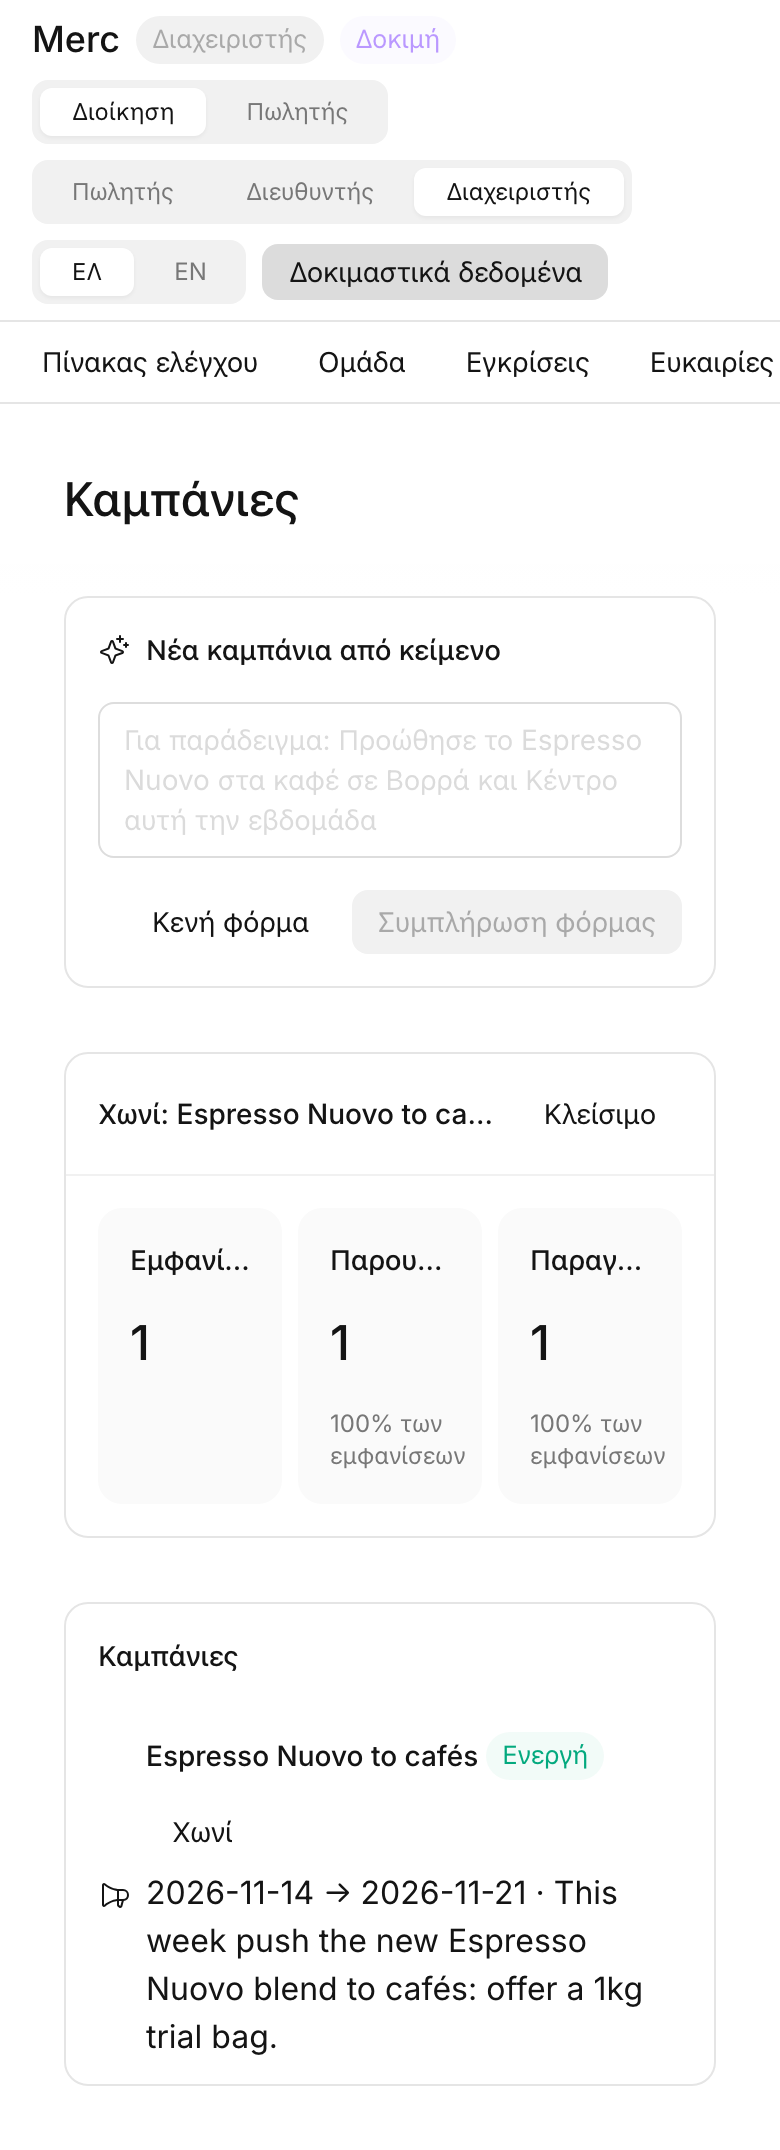 Merc Διαχειριστής Δοκιμή
Διοίκηση Πωλητής
Πωλητής Διευθυντής Διαχειριστής
ΕΛ EN Δοκιμαστικά δεδομένα
Πίνακας ελέγχου Ομάδα Εγκρίσεις Ευκαιρίες
Καμπάνιες
Νέα καμπάνια από κείμενο
Για παράδειγμα: Προώθησε το Espresso
Nuovo στα καφέ σε Βορρά και Κέντρο
αυτή την εβδομάδα
Κενή φόρμα Συμπλήρωση φόρμας
Χωνί: Espresso Nuovo to ca... Κλείσιμο
Εμφανί... Παρου... Παραγ...
1 1 1
100% των 100% των
εμφανίσεων εμφανίσεων
Καμπάνιες
Espresso Nuovo to cafés Ενεργή
Χωνί
2026-11-14 → 2026-11-21 · This
week push the new Espresso
Nuovo blend to cafés: offer a 1kg
trial bag.